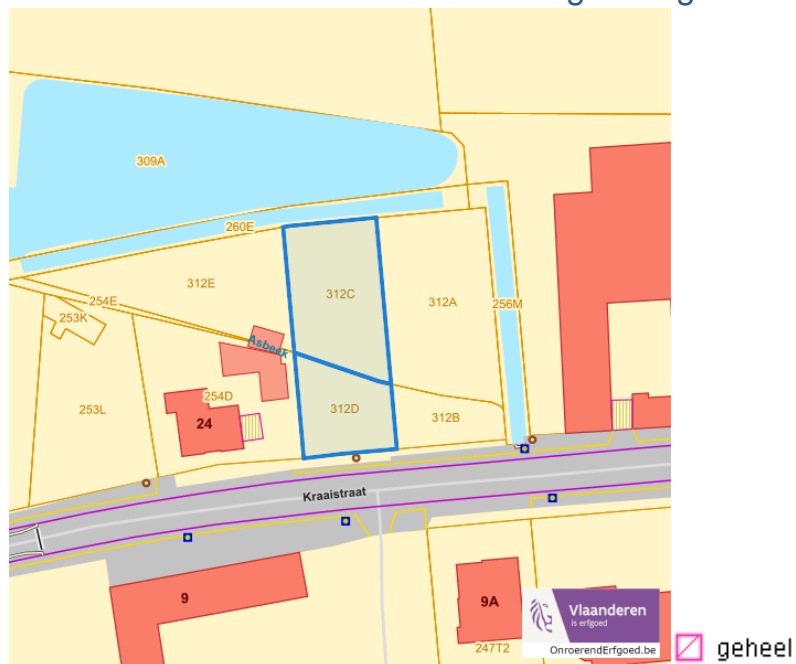 309A
260E
312E
312C
312A
254E
256M
253K
Asbeek
254D
312D
312B
253L
24
Kraaistraat
9
9A
Vlaanderen
is erfgoed
OnroerendErfgoed.be
247T2
geheel